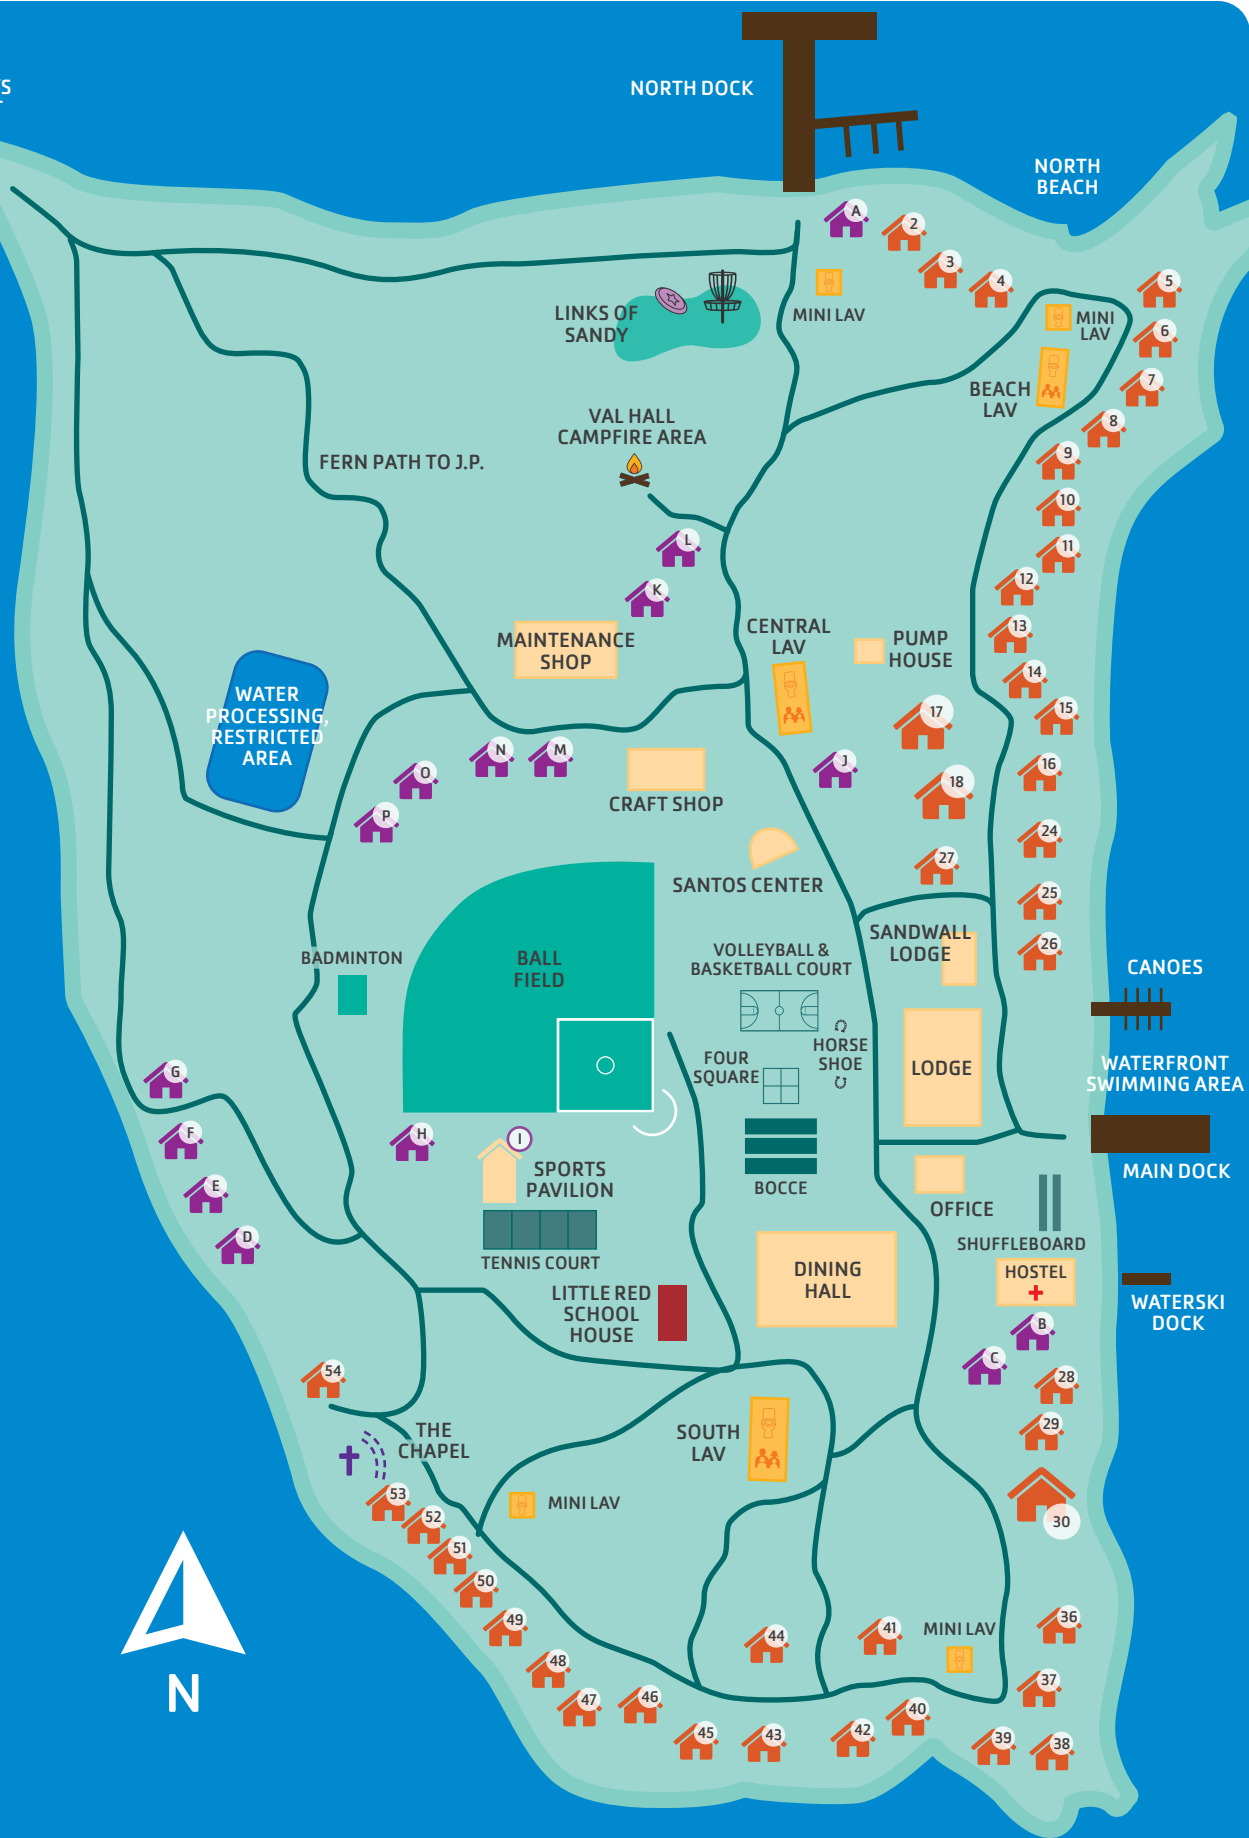 NORTH DOCK
NORTH
BEACH
A
2
3
4
5
6
7
8
9
10
11
12
13
14
15
16
24
25
26
MINI LAV
MINI
LAV
BEACH
LAV
LINKS OF
SANDY
VAL HALL
CAMPFIRE AREA
FERN PATH TO J.P.
L
K
MAINTENANCE
SHOP
CENTRAL
LAV
PUMP
HOUSE
17
18
27
J
WATER
PROCESSING,
RESTRICTED
AREA
N
M
O
P
CRAFT SHOP
SANTOS CENTER
SANDWALL
LODGE
BADMINTON
BALL
FIELD
VOLLEYBALL &
BASKETBALL COURT
HORSE
SHOE
FOUR
SQUARE
LODGE
CANOES
WATERFRONT
SWIMMING AREA
MAIN DOCK
G
F
E
D
H
I
SPORTS
PAVILION
BOCCE
OFFICE
SHUFFLEBOARD
HOSTEL
WATERSKI
DOCK
TENNIS COURT
DINING
HALL
LITTLE RED
SCHOOL
HOUSE
B
C
28
29
30
54
THE
CHAPEL
SOUTH
LAV
MINI LAV
53
52
51
50
49
48
47
46
45
44
43
42
41
40
MINI LAV
36
37
38
39
N